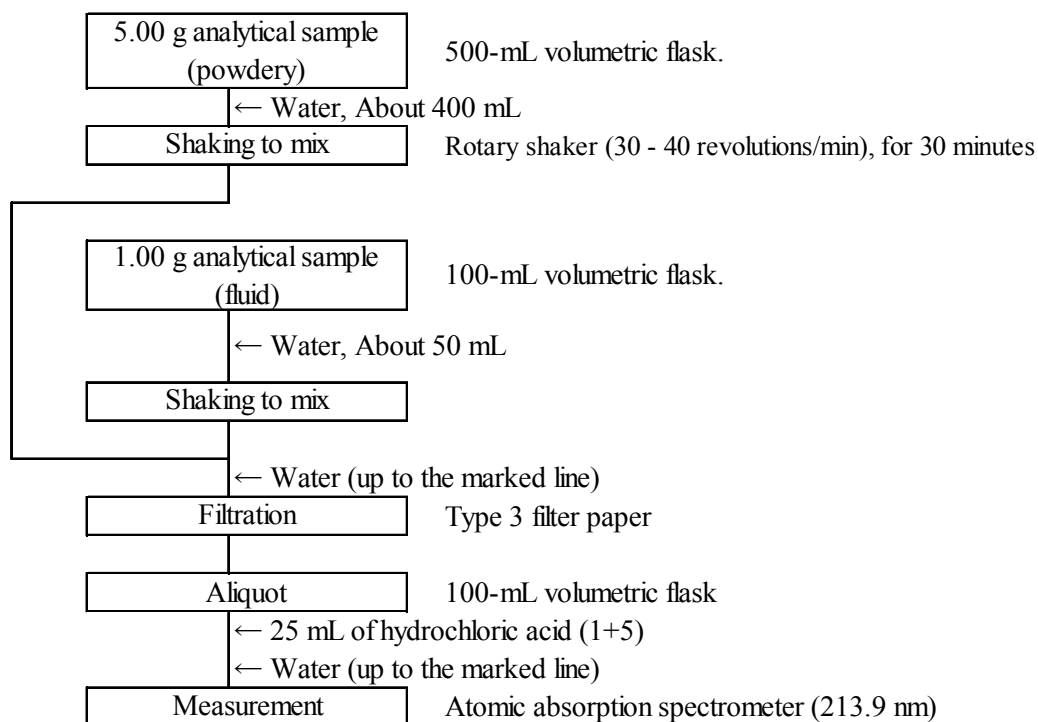 5.00 g analytical sample
(powdery)
500-mL volumetric flask.
← Water, About 400 mL
Shaking to mix
Rotary shaker (30 - 40 revolutions/min), for 30 minutes
1.00 g analytical sample
(fluid)
100-mL volumetric flask.
← Water, About 50 mL
Shaking to mix
← Water (up to the marked line)
Filtration
Type 3 filter paper
Aliquot
100-mL volumetric flask
← 25 mL of hydrochloric acid (1+5)
← Water (up to the marked line)
Measurement
Atomic absorption spectrometer (213.9 nm)